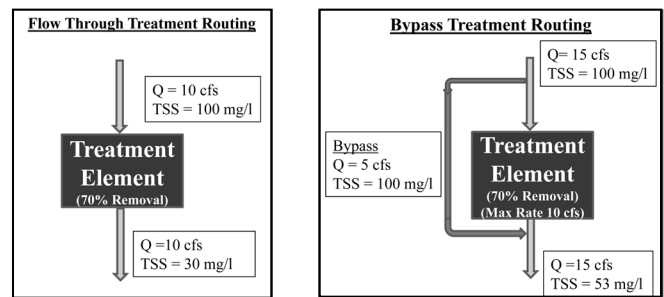 Flow Through Treatment Routing
Q = 10 cfs
TSS = 100 mg/l
Treatment
Element
(70% Removal)
Q =10 cfs
TSS = 30 mg/l
Bypass Treatment Routing
Q= 15 cfs
TSS = 100 mg/l
Bypass
Q = 5 cfs
TSS = 100 mg/l
Treatment
Element
(70% Removal)
(Max Rate 10 cfs)
Q =15 cfs
TSS = 53 mg/l